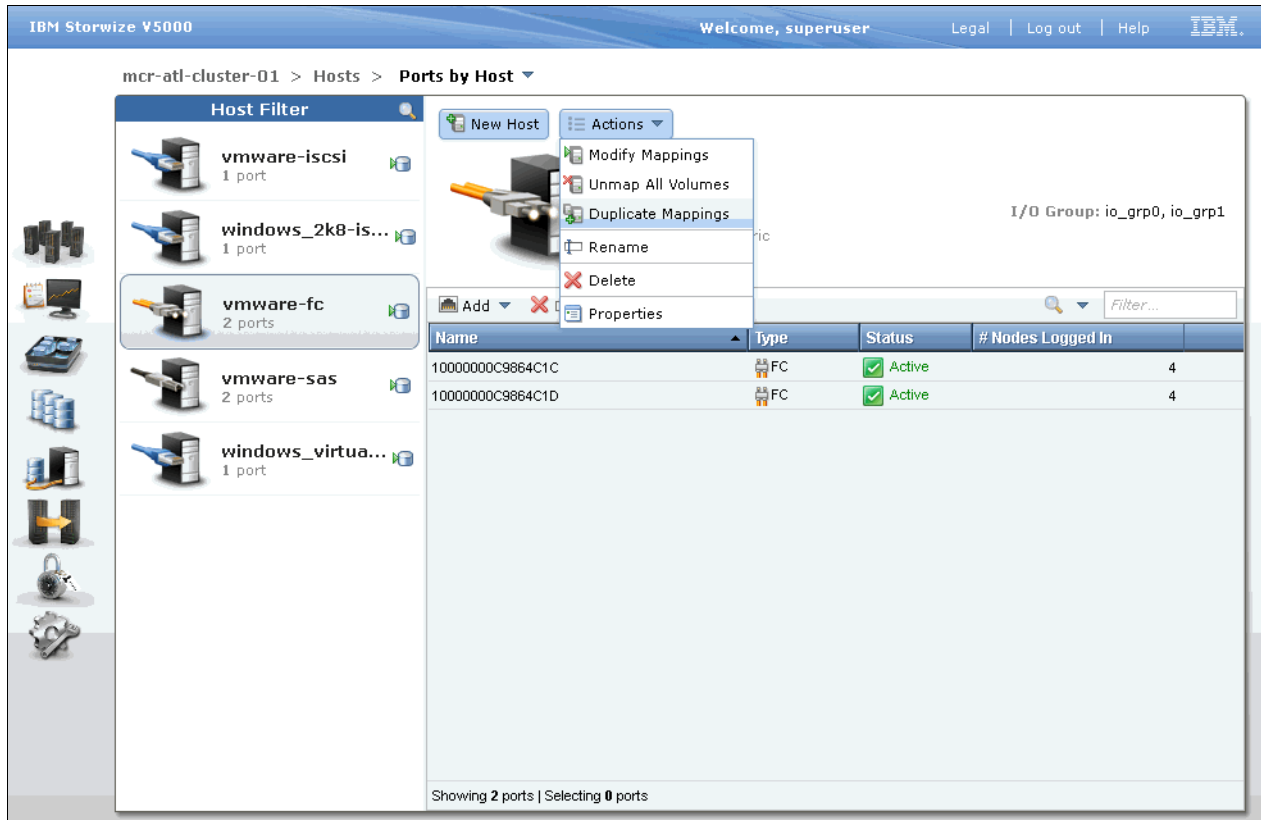 IBM Storwize V5000
Welcome, superuser
Legal | Log out | Help
IBM.
mcr-atl-cluster-01 > Hosts > Ports by Host
Host Filter
vmware-iscsi
1 port
windows_2k8-is...
1 port
vmware-fc
2 ports
vmware-sas
2 ports
windows_virtua...
1 port
New Host
Actions
Modify Mappings
Unmap All Volumes
Duplicate Mappings
Rename
Delete
Properties
I/O Group: io_grp0, io_grp1
Add
Filter...
Name Type Status # Nodes Logged In
10000000C9864C1C FC Active 4
10000000C9864C1D FC Active 4
Showing 2 ports | Selecting 0 ports